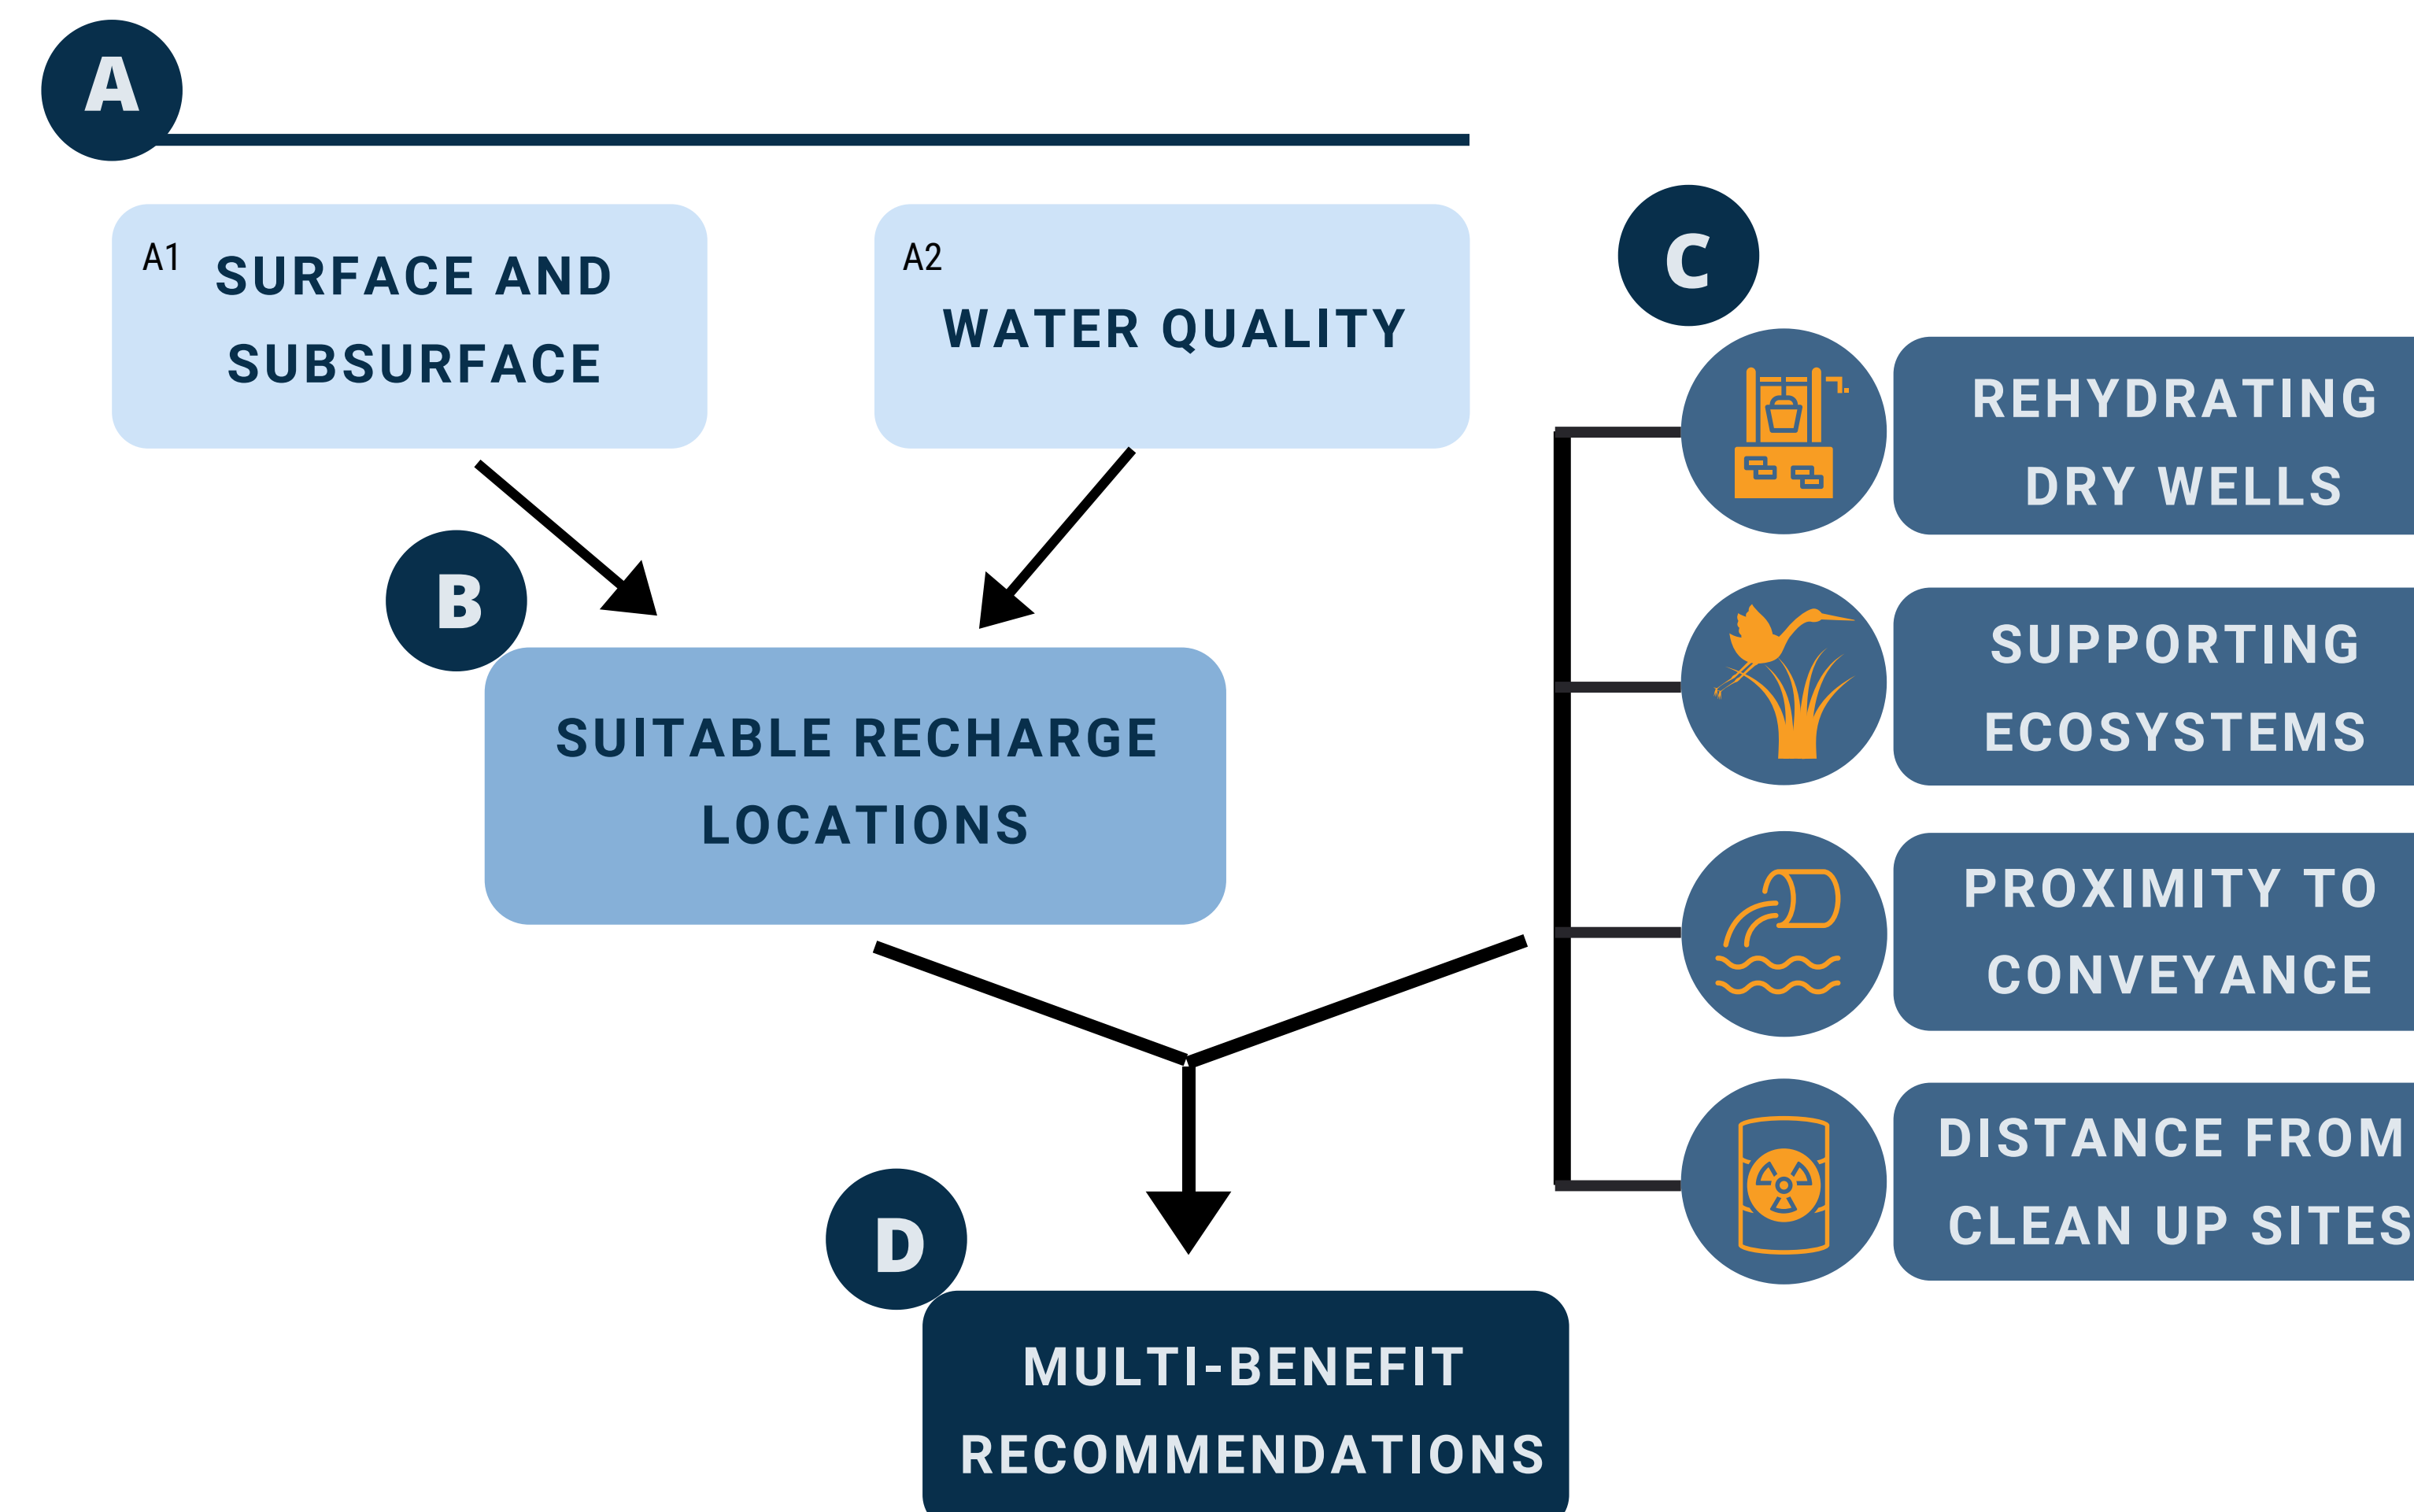 A
A1
SURFACE AND
SUBSURFACE
A2
WATER QUALITY
B
SUITABLE RECHARGE
LOCATIONS
C
REHYDRATING
DRY WELLS
SUPPORTING
ECOSYSTEMS
PROXIMITY TO
CONVEYANCE
DISTANCE FROM
CLEAN UP SITES
D
MULTI-BENEFIT
RECOMMENDATIONS